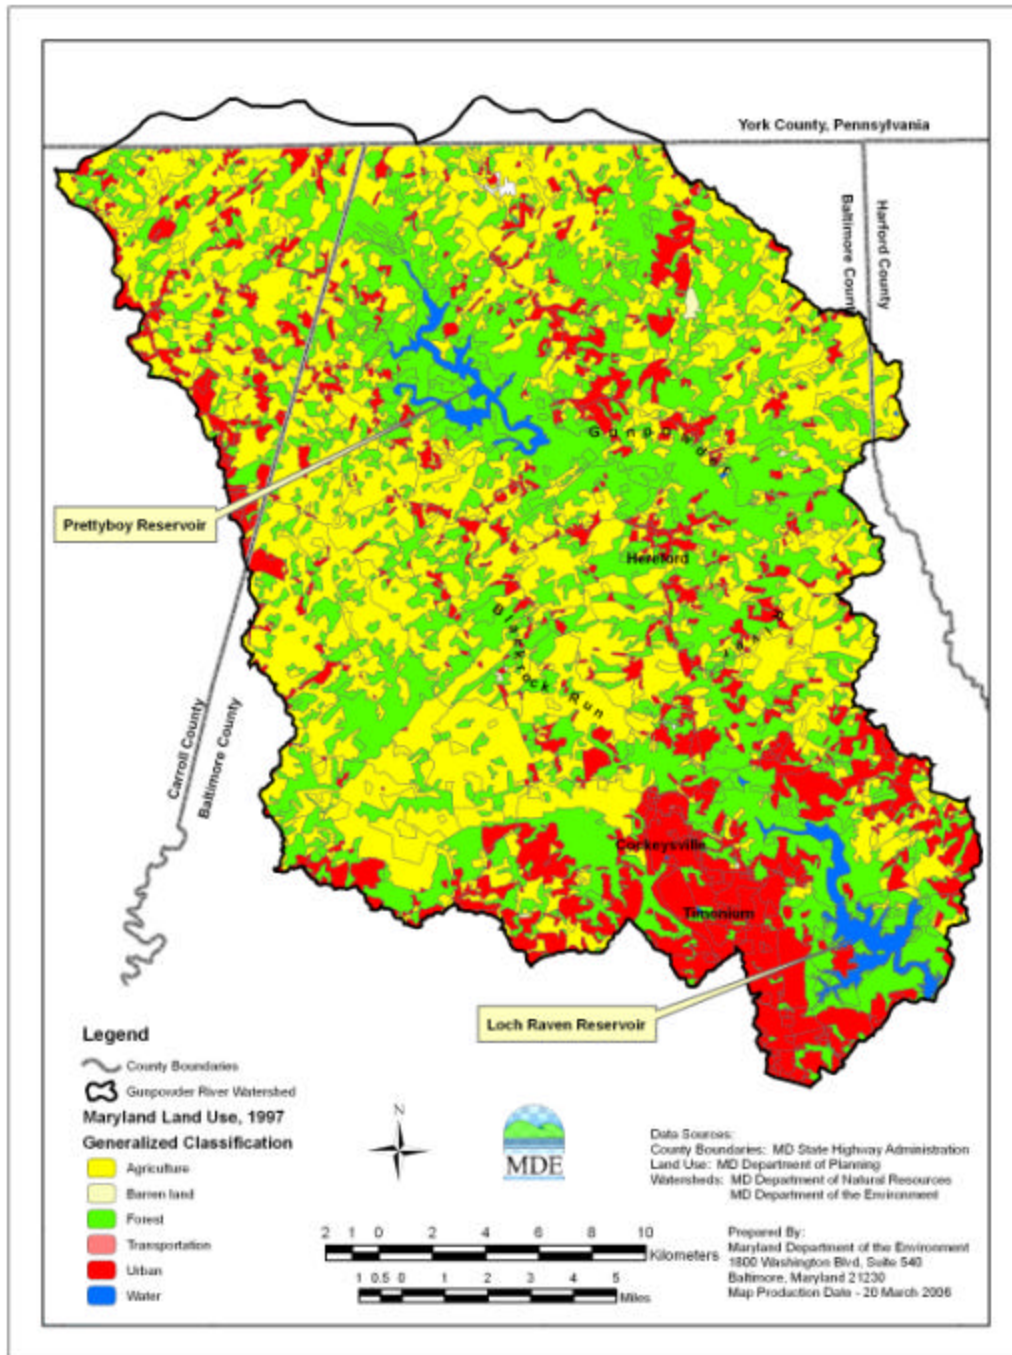 York County, Pennsylvania
Harford County
Baltimore County
Gunpowder
Prettyboy Reservoir
Hereford
River
Blackrock Run
Carroll County
Baltimore County
Cockeysville
Timonium
Loch Raven Reservoir
Legend
County Boundaries
Gunpowder River Watershed
Maryland Land Use, 1997
Generalized Classification
Agriculture
Barren land
Forest
Transportation
Urban
Water
N
MDE
Data Sources:
County Boundaries: MD State Highway Administration
Land Use: MD Department of Planning
Watersheds: MD Department of Natural Resources
MD Department of the Environment
2 1 0 2 4 6 8 10
Kilometers
1 0.5 0 1 2 3 4 5
Miles
Prepared By:
Maryland Department of the Environment
1800 Washington Blvd, Suite 540
Baltimore, Maryland 21230
Map Production Date - 20 March 2006